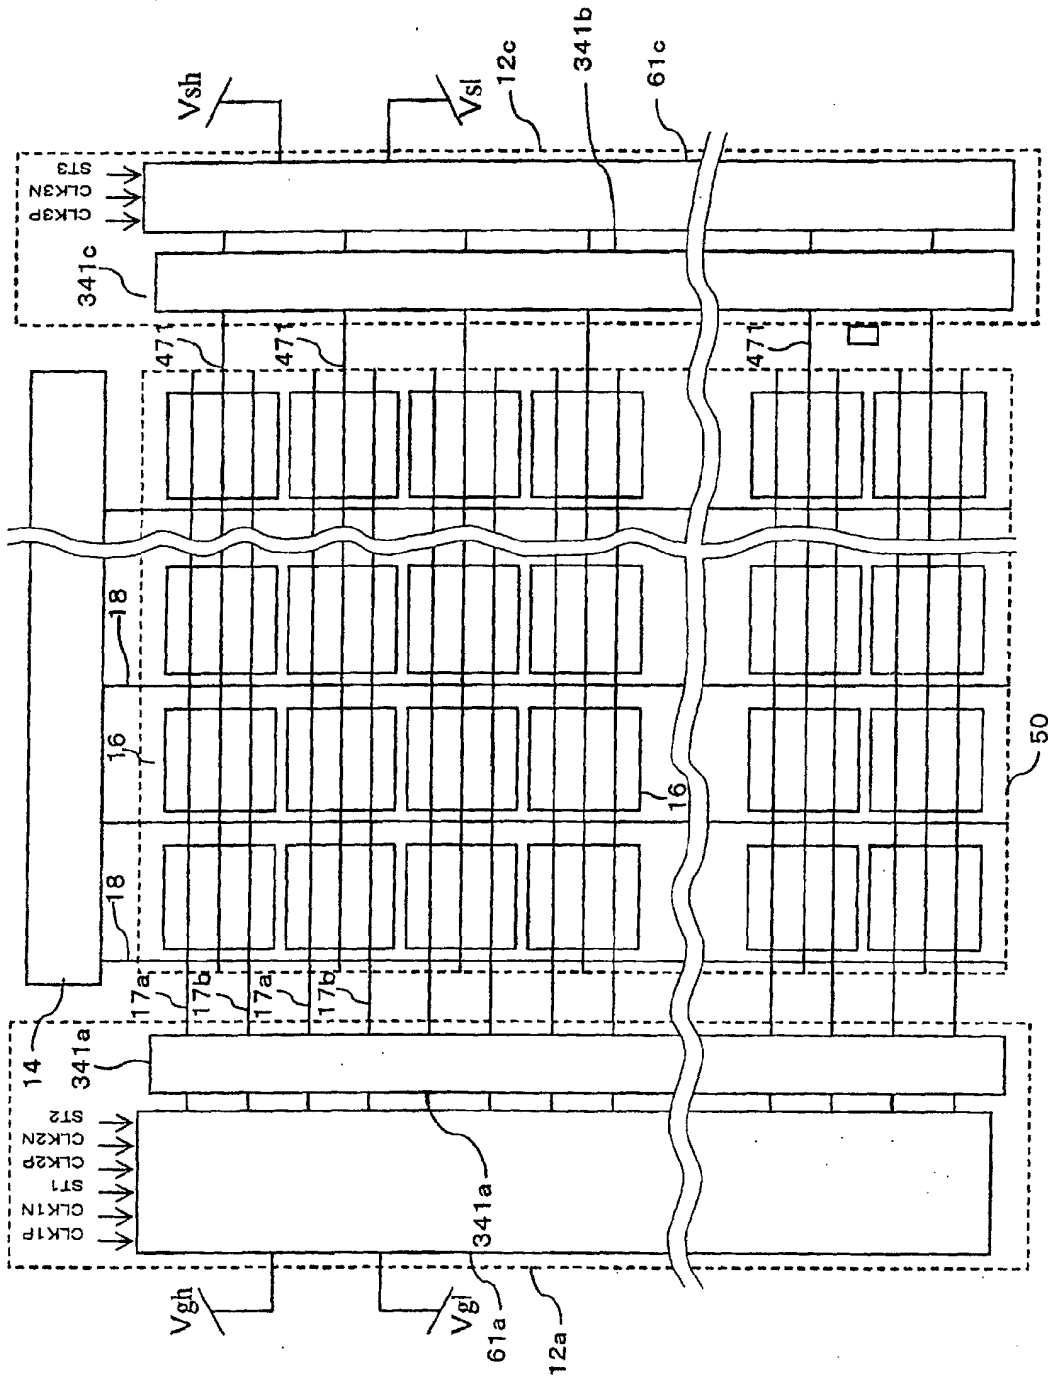 Vsh
Vsl
12c
341b
61c
ST3
CLK3N
CLK3P
341c
471
471
471
18
16
16
50
18
17a
17b
17a
17b
14
341a
ST2
CLK2N
CLK2P
ST1
CLK1N
CLK1P
341a
Vgh
Vgl
61a
12a